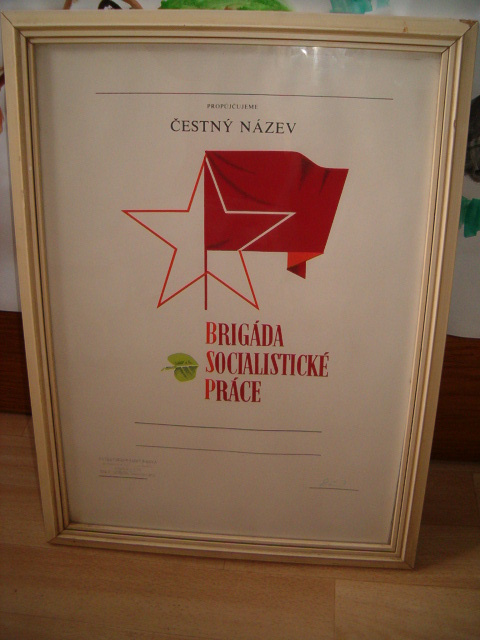 PROPŮJČUJEME
ČESTNÝ NÁZEV
BRIGÁDA
SOCIALISTICKÉ
PRÁCE